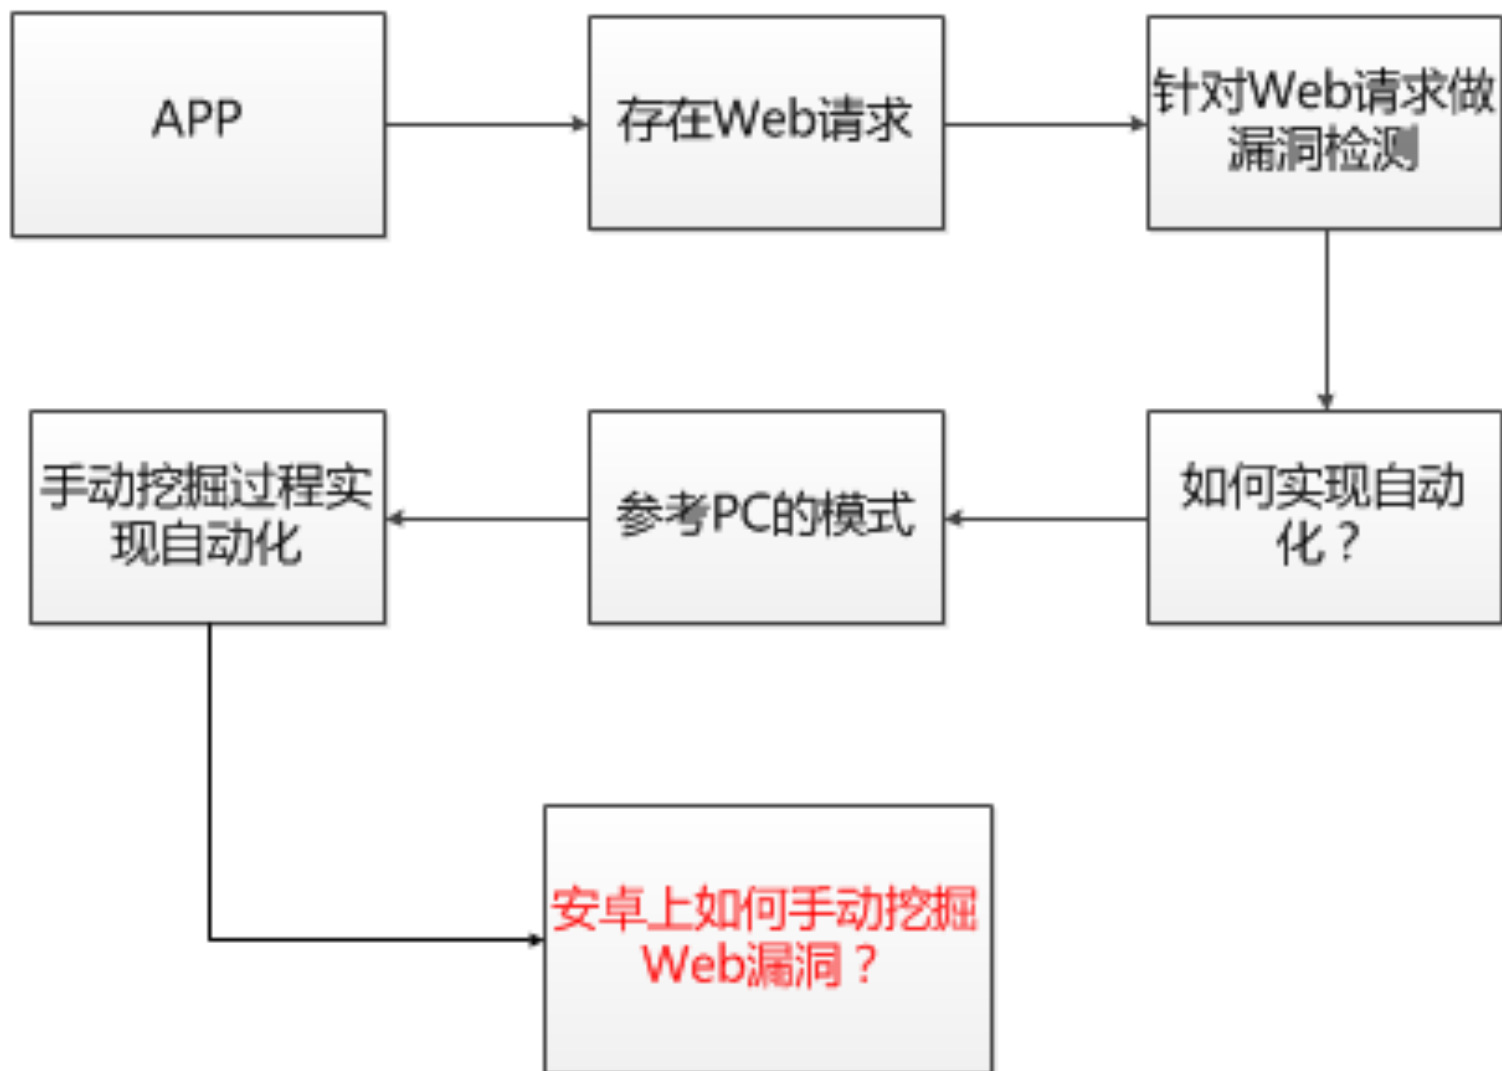 APP
存在Web请求
针对Web请求做
漏洞检测
如何实现自动
化？
参考PC的模式
手动挖掘过程实
现自动化
安卓上如何手动挖掘
Web漏洞？